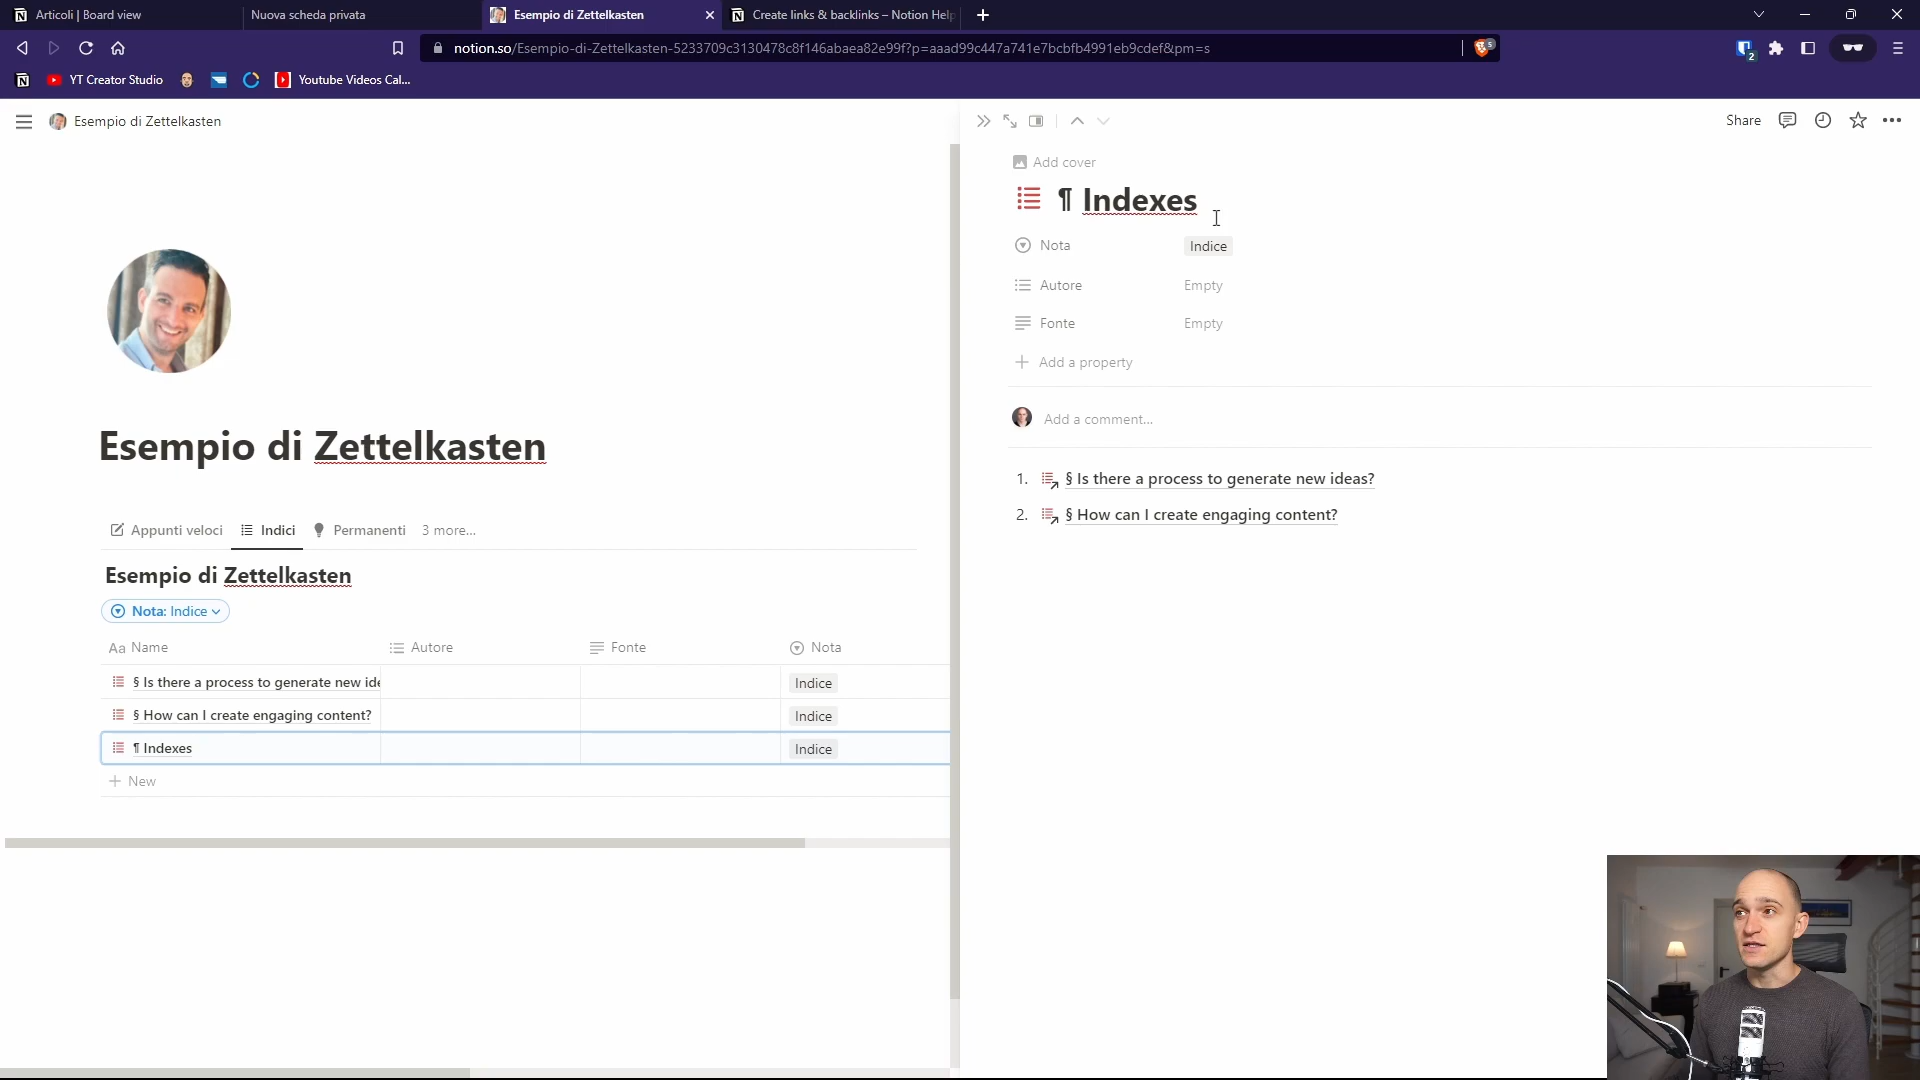 Articoli | Board view
Nuova scheda privata
Esempio di Zettelkasten
Create links & backlinks – Notion Help
notion.so/Esempio-di-Zettelkasten-5233709c3130478c8f146abaea82e99f?p=aaad99c447a741e7bcbfb4991eb9cdef&pm=s
5
2
YT Creator Studio
Youtube Videos Cal...
Esempio di Zettelkasten
Share
Add cover
¶ Indexes
Nota
Indice
Autore
Empty
Fonte
Empty
Add a property
Add a comment...
1. § Is there a process to generate new ideas?
2. § How can I create engaging content?
Esempio di Zettelkasten
Appunti veloci
Indici
Permanenti
3 more...
Esempio di Zettelkasten
Nota: Indice
Aa Name
Autore
Fonte
Nota
§ Is there a process to generate new ide
Indice
§ How can I create engaging content?
Indice
¶ Indexes
Indice
New